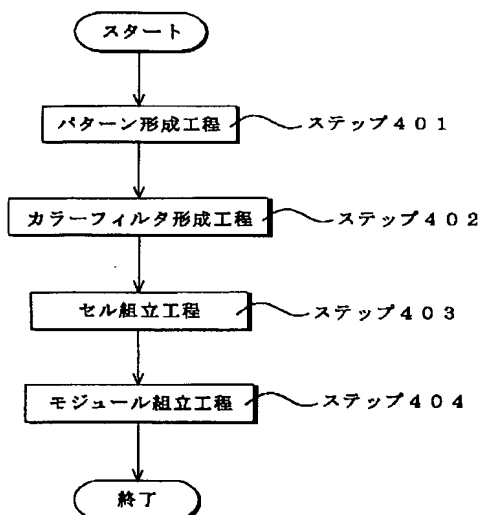 スタート
パターン形成工程 ステップ401
カラーフィルタ形成工程 ステップ402
セル組立工程 ステップ403
モジュール組立工程 ステップ404
終了